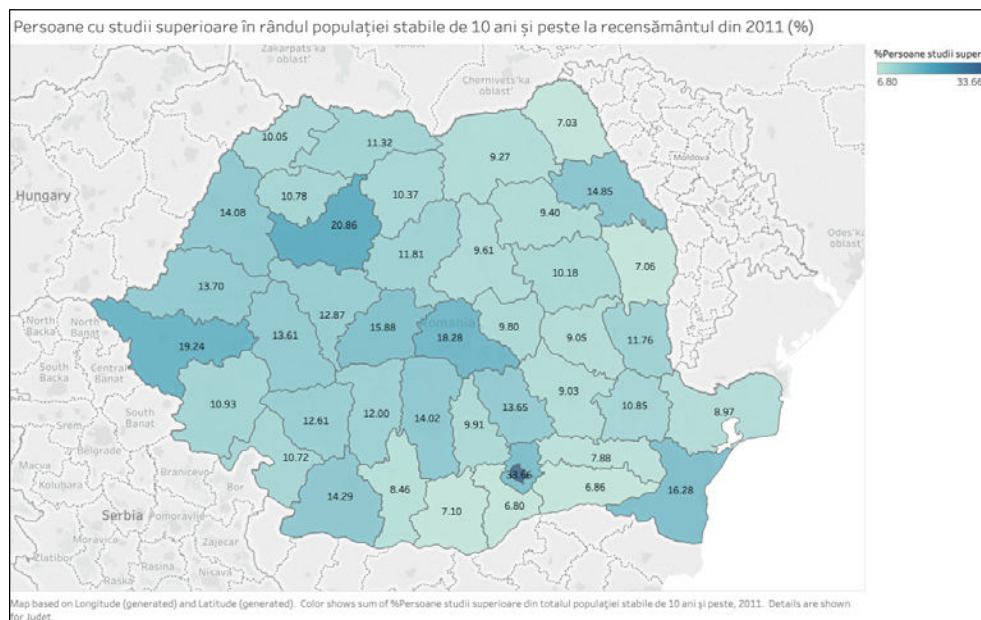 Persoane cu studii superioare în rândul populației stabile de 10 ani și peste la recensământul din 2011 (%)
%Persoane studii super
6.80 33.66
Zakarpats'ka
oblast'
Chernivets'ka
oblast'
Moldova
Hungary
Odes'ka
oblast'
10.05
11.32
7.03
9.27
14.85
10.78
10.37
14.08
20.86
9.40
11.81
9.61
7.06
10.18
13.70
12.87
15.88
România
18.28
9.80
9.05
11.76
North
Backa
North
Banat
19.24
13.61
South
Backa
Central
Banat
10.93
12.61
12.00
14.02
9.91
13.65
9.03
10.85
8.97
South
Banat
Srem
Belgrade
Macva
Kolubara
Branicevo
Bor
10.72
14.29
8.46
7.10
6.80
33.66
7.88
6.86
16.28
Serbia
Pomoravlje
Zajecar
Moravica
Rasina
Zlatibor
Nisava
Raska
Map based on Longitude (generated) and Latitude (generated). Color shows sum of %Persoane studii superioare din totalul populației stabile de 10 ani și peste, 2011. Details are shown
for Judet.